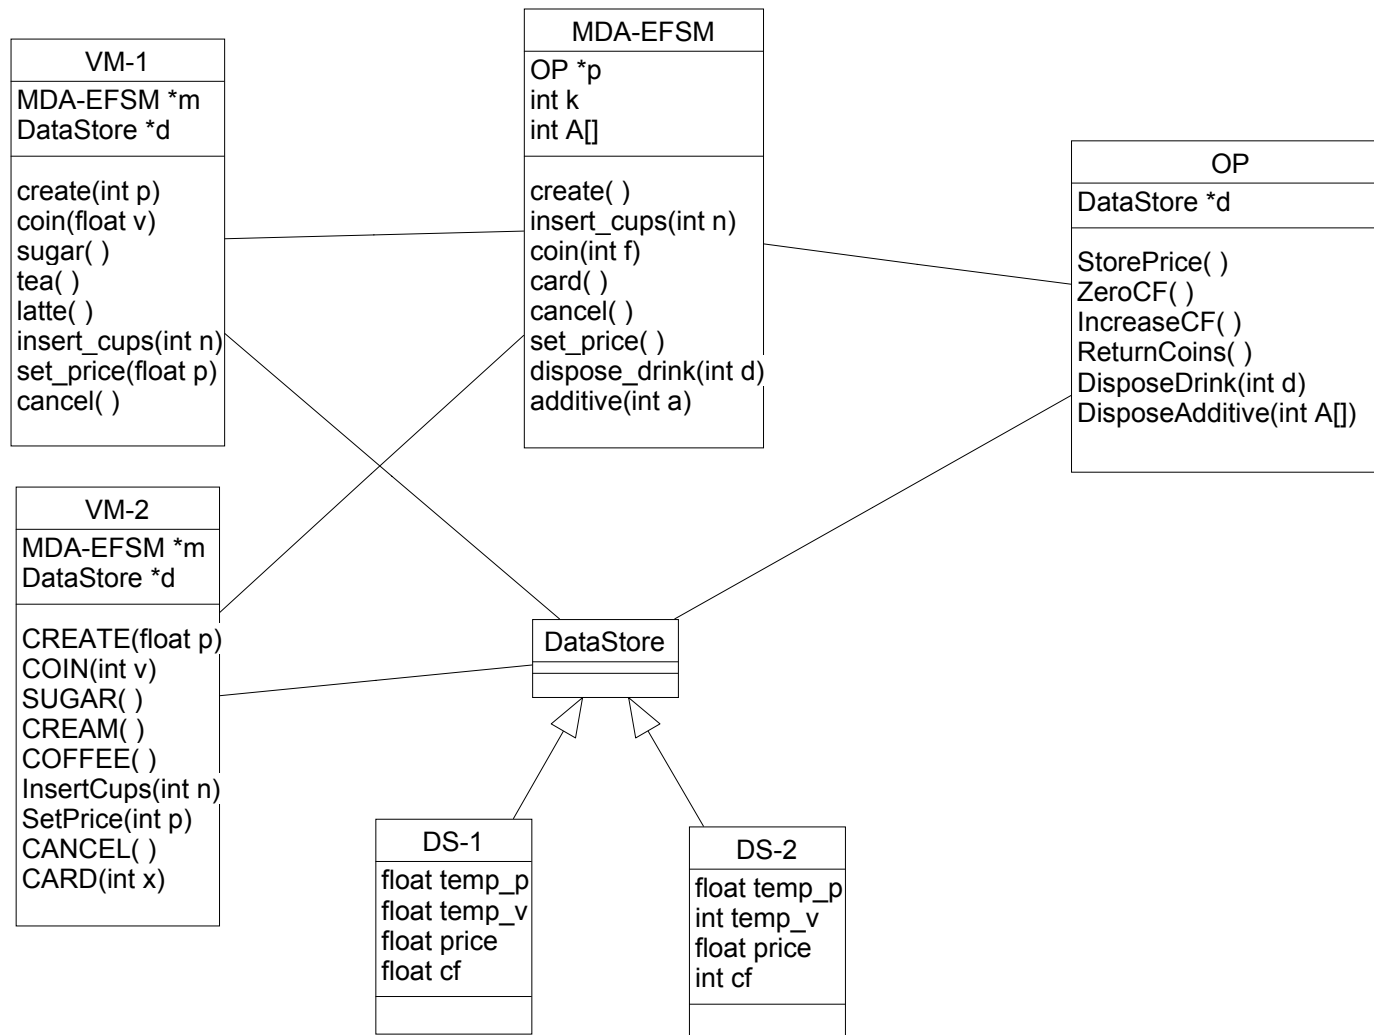 VM-1
MDA-EFSM *m
DataStore *d
create(int p)
coin(float v)
sugar( )
tea( )
latte( )
insert_cups(int n)
set_price(float p)
cancel( )
MDA-EFSM
OP *p
int k
int A[]
create( )
insert_cups(int n)
coin(int f)
card( )
cancel( )
set_price( )
dispose_drink(int d)
additive(int a)
OP
DataStore *d
StorePrice( )
ZeroCF( )
IncreaseCF( )
ReturnCoins( )
DisposeDrink(int d)
DisposeAdditive(int A[])
VM-2
MDA-EFSM *m
DataStore *d
CREATE(float p)
COIN(int v)
SUGAR( )
CREAM( )
COFFEE( )
InsertCups(int n)
SetPrice(int p)
CANCEL( )
CARD(int x)
DataStore
DS-1
float temp_p
float temp_v
float price
float cf
DS-2
float temp_p
int temp_v
float price
int cf